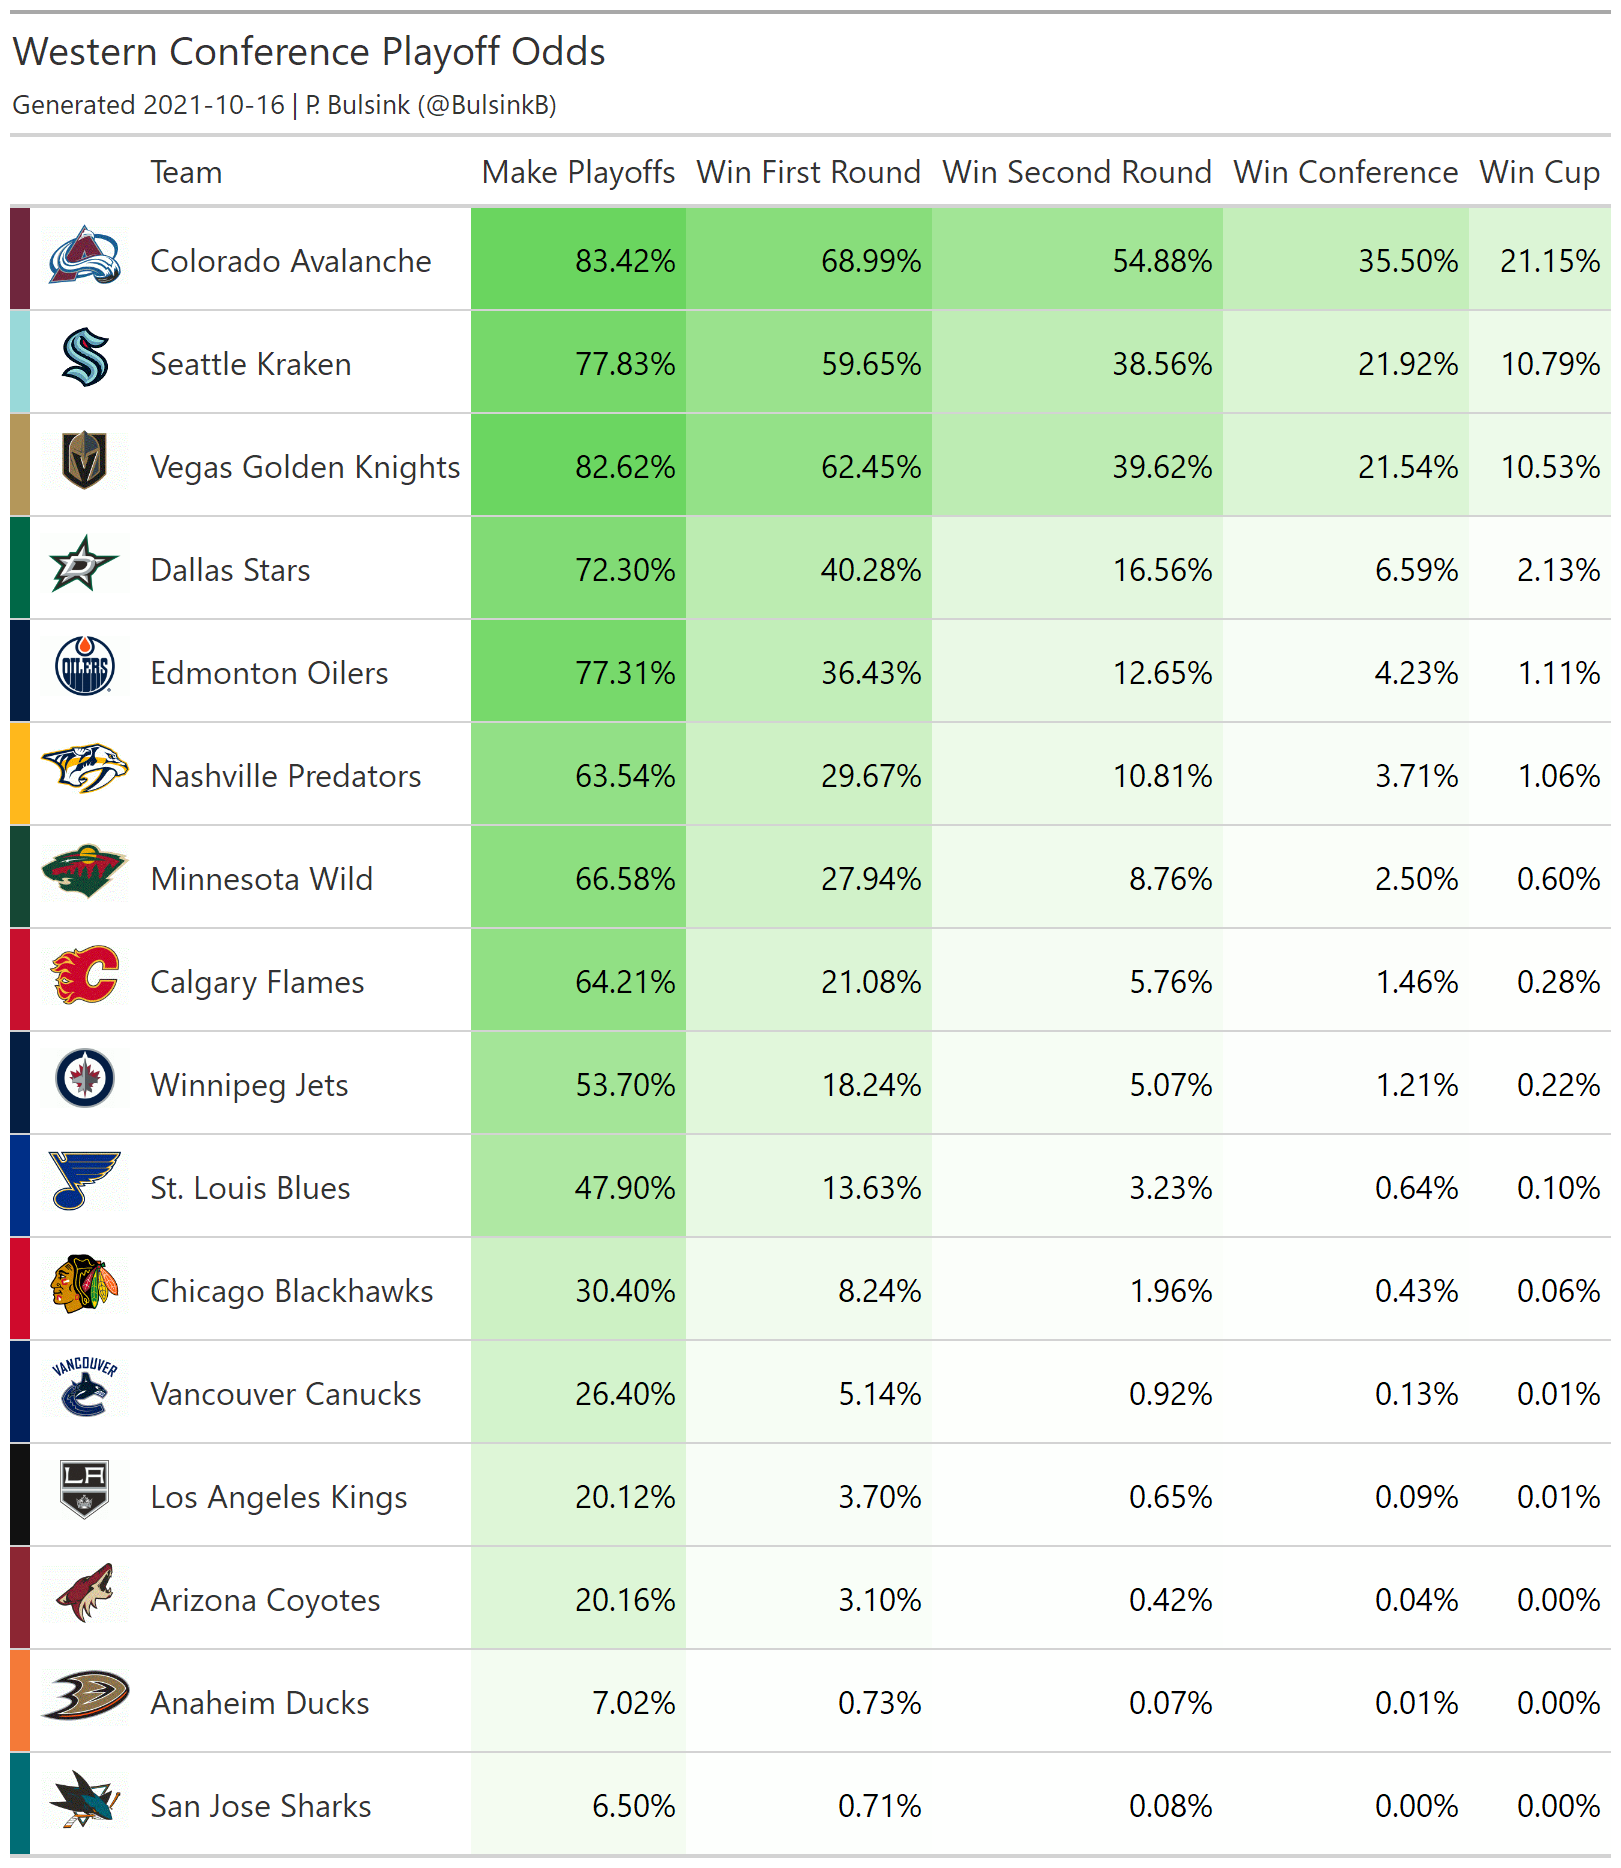 Western Conference Playoff Odds
Generated 2021-10-16 | P. Bulsink (@BulsinkB)
Team Make Playoffs Win First Round Win Second Round Win Conference Win Cup
Colorado Avalanche 83.42% 68.99% 54.88% 35.50% 21.15%
Seattle Kraken 77.83% 59.65% 38.56% 21.92% 10.79%
Vegas Golden Knights 82.62% 62.45% 39.62% 21.54% 10.53%
Dallas Stars 72.30% 40.28% 16.56% 6.59% 2.13%
OILERS Edmonton Oilers 77.31% 36.43% 12.65% 4.23% 1.11%
Nashville Predators 63.54% 29.67% 10.81% 3.71% 1.06%
Minnesota Wild 66.58% 27.94% 8.76% 2.50% 0.60%
Calgary Flames 64.21% 21.08% 5.76% 1.46% 0.28%
Winnipeg Jets 53.70% 18.24% 5.07% 1.21% 0.22%
St. Louis Blues 47.90% 13.63% 3.23% 0.64% 0.10%
Chicago Blackhawks 30.40% 8.24% 1.96% 0.43% 0.06%
VANCOUVER Vancouver Canucks 26.40% 5.14% 0.92% 0.13% 0.01%
LA Los Angeles Kings 20.12% 3.70% 0.65% 0.09% 0.01%
Arizona Coyotes 20.16% 3.10% 0.42% 0.04% 0.00%
Anaheim Ducks 7.02% 0.73% 0.07% 0.01% 0.00%
San Jose Sharks 6.50% 0.71% 0.08% 0.00% 0.00%